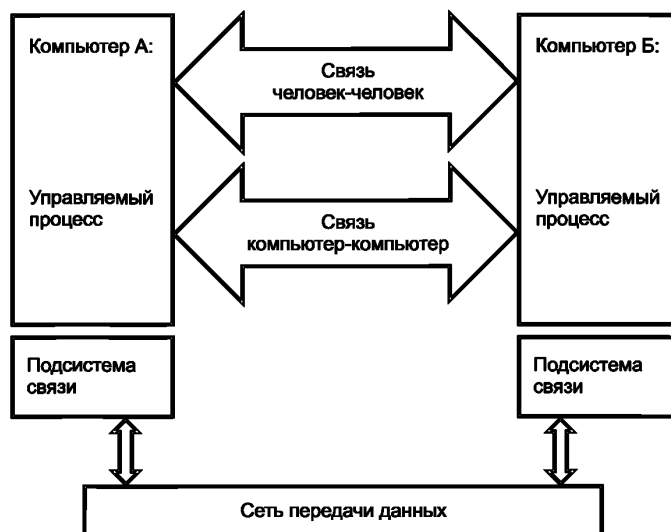 Компьютер А:
Связь
человек-человек
Компьютер Б:
Управляемый
процесс
Связь
компьютер-компьютер
Управляемый
процесс
Подсистема
связи
Подсистема
связи
Сеть передачи данных